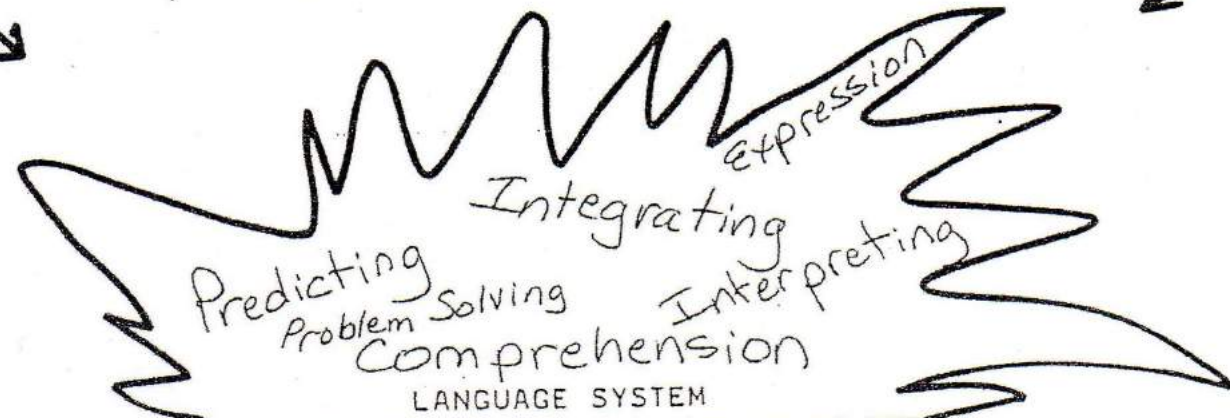 Expression
Integrating
Interpreting
Predicting
Problem Solving
Comprehension
LANGUAGE SYSTEM